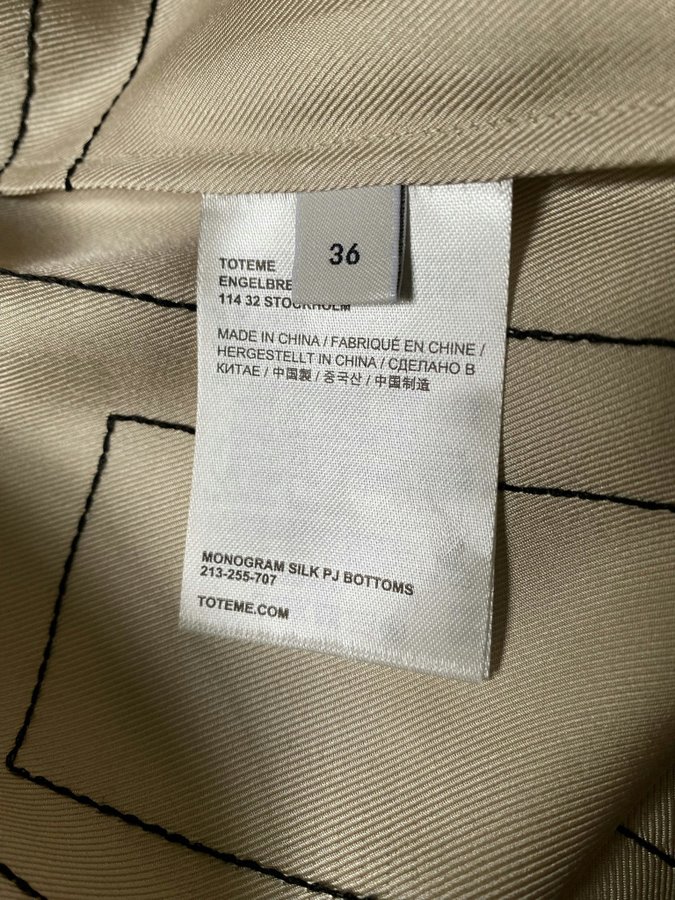 36
TOTEME
114 32 STOCKHOLM
MADE IN CHINA / FABRIQUÉ EN CHINE /
HERGESTELLT IN CHINA / СДЕЛАНО В
КИТАЕ / 中国製 / 중국산 / 中国制造
MONOGRAM SILK PJ BOTTOMS
213-255-707
TOTEME.COM